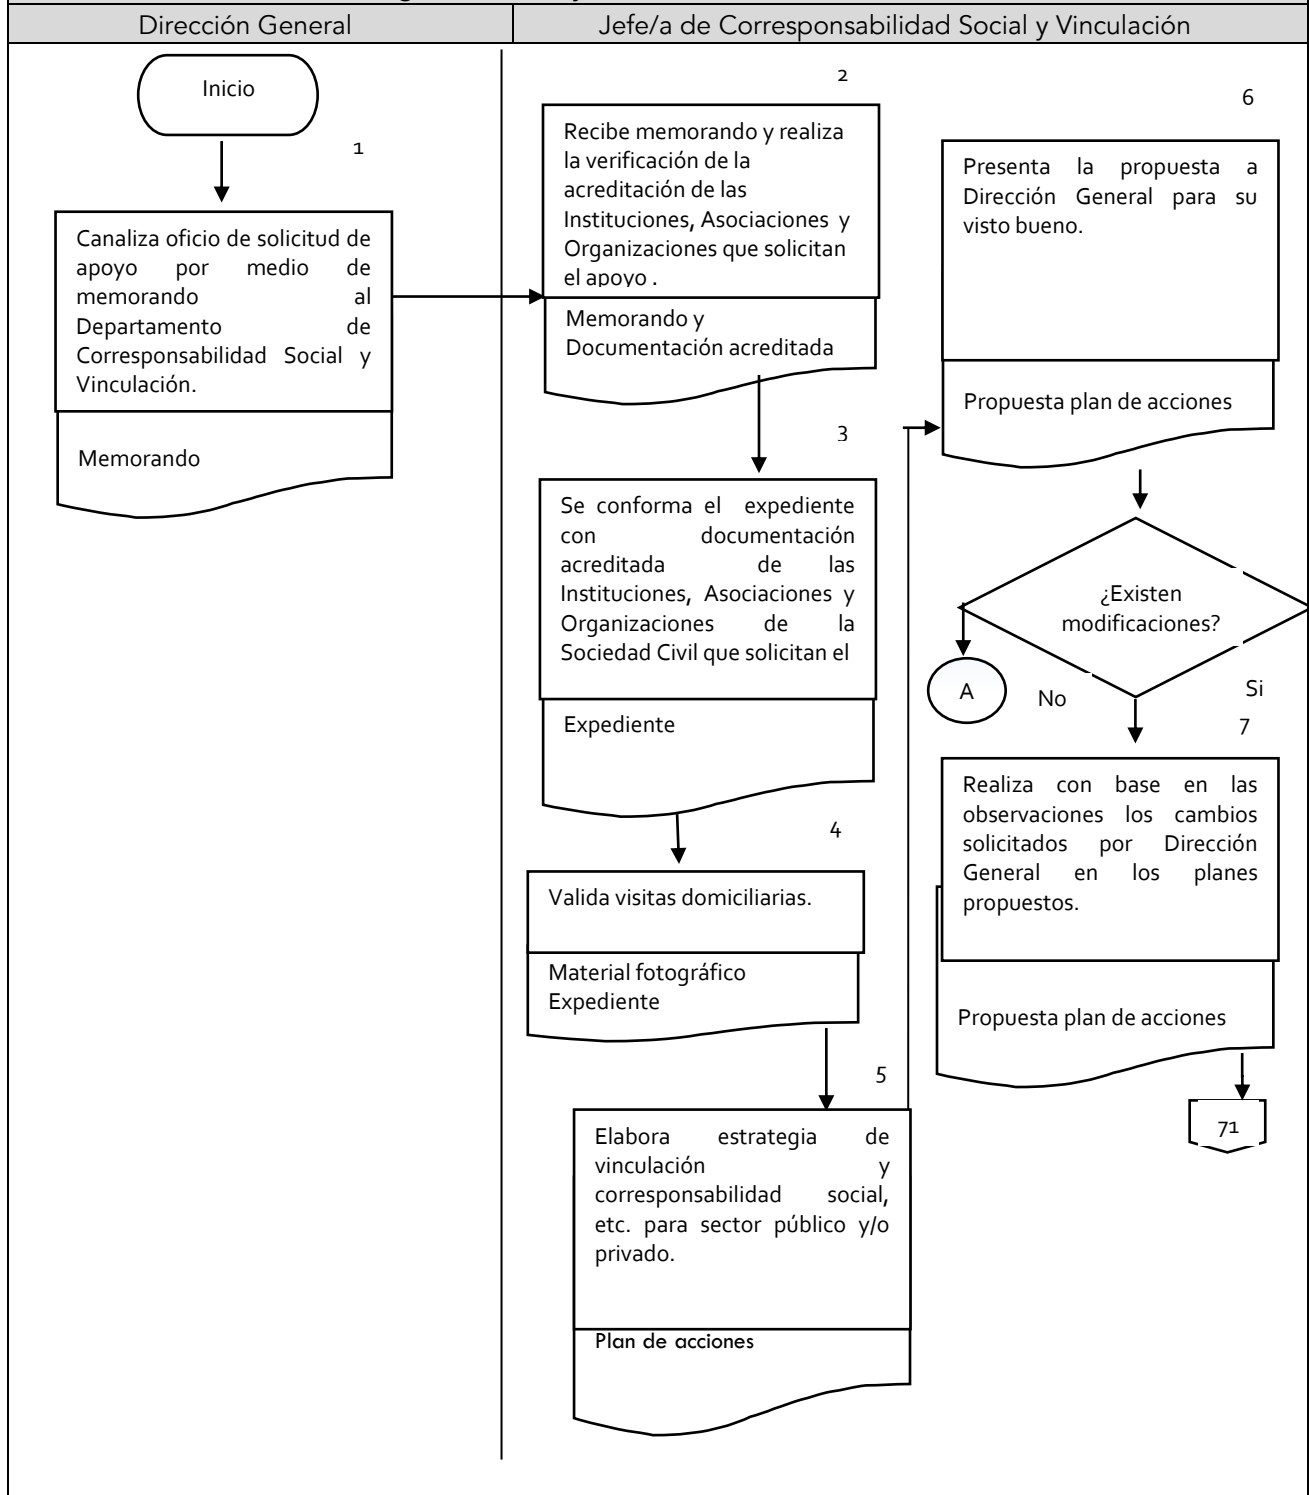 Dirección General
Jefe/a de Corresponsabilidad Social y Vinculación
Inicio
1
Canaliza oficio de solicitud de
apoyo por medio de
memorando al
Departamento de
Corresponsabilidad Social y
Vinculación.
Memorando
2
Recibe memorando y realiza
la verificación de la
acreditación de las
Instituciones, Asociaciones y
Organizaciones que solicitan
el apoyo .
Memorando y
Documentación acreditada
3
Se conforma el expediente
con documentación
acreditada de las
Instituciones, Asociaciones y
Organizaciones de la
Sociedad Civil que solicitan el
Expediente
4
Valida visitas domiciliarias.
Material fotográfico
Expediente
5
Elabora estrategia de
vinculación y
corresponsabilidad social,
etc. para sector público y/o
privado.
Plan de acciones
6
Presenta la propuesta a
Dirección General para su
visto bueno.
Propuesta plan de acciones
¿Existen
modificaciones?
A
No
Si
7
Realiza con base en las
observaciones los cambios
solicitados por Dirección
General en los planes
propuestos.
Propuesta plan de acciones
71